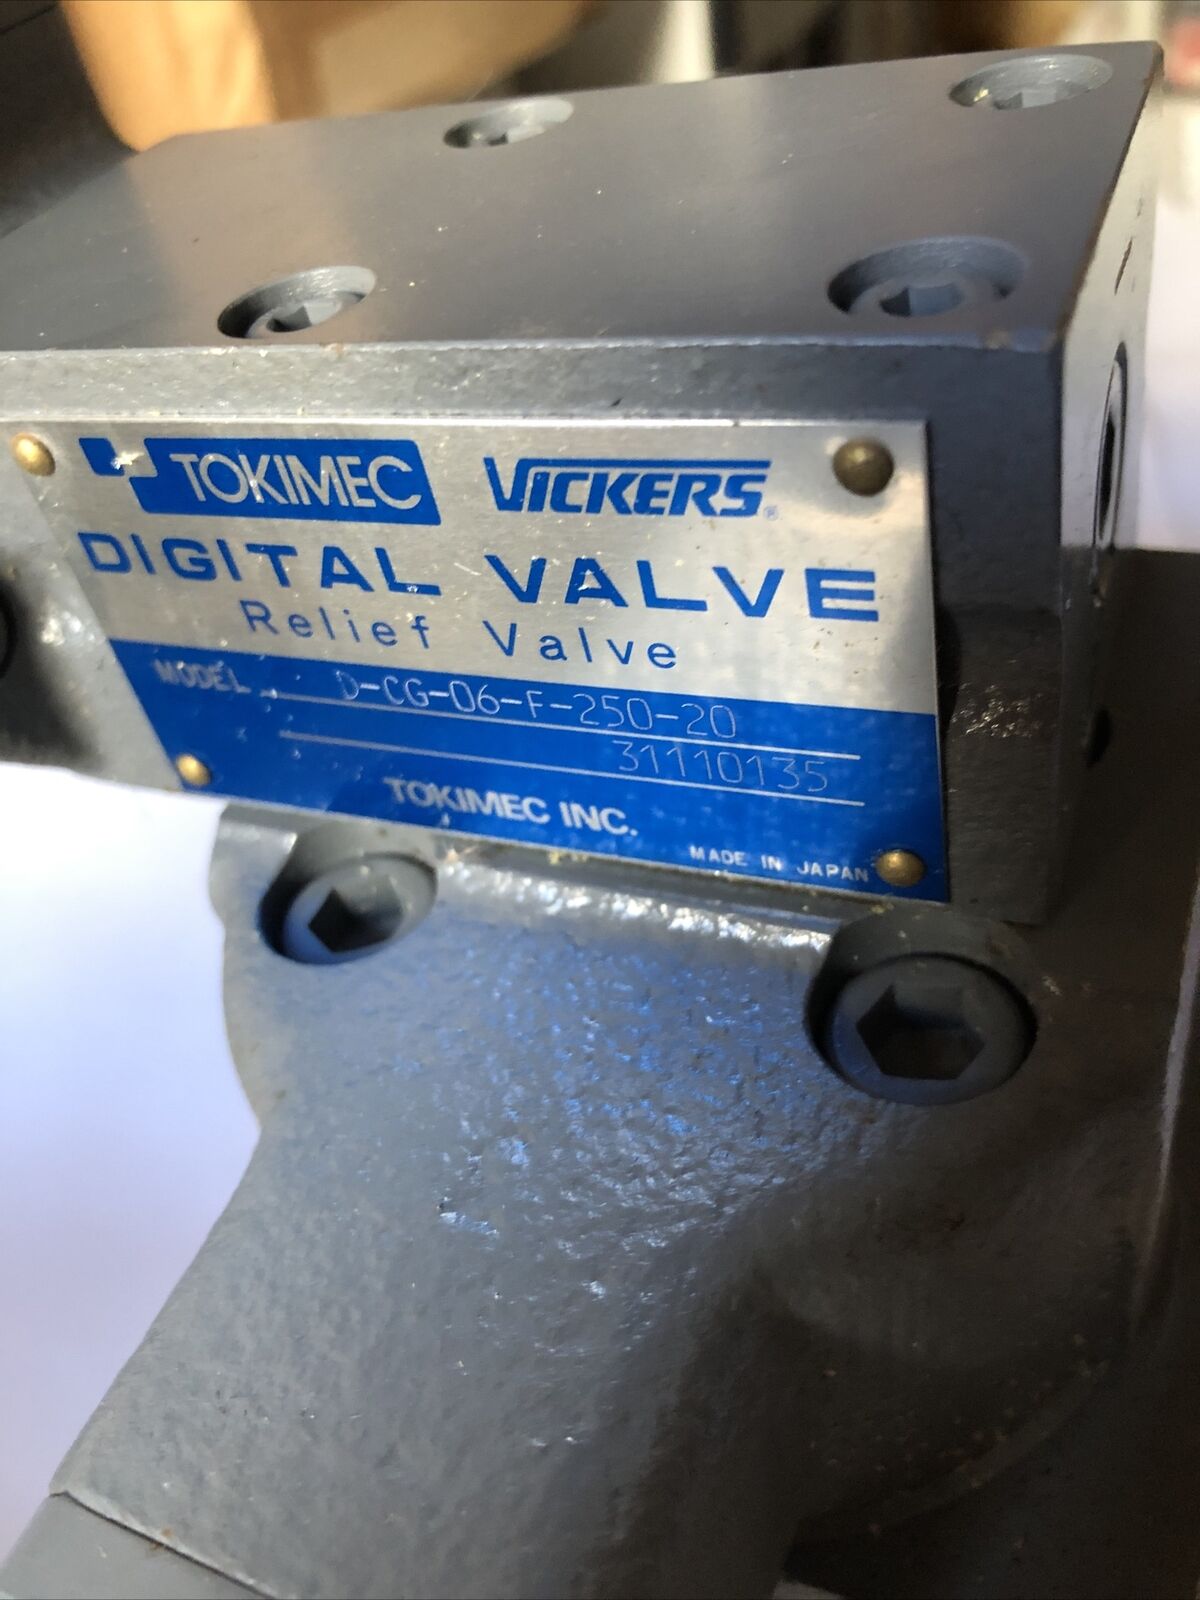 TOKIMEC VICKERS®
DIGITAL VALVE
Relief Valve
MODEL D-CG-06-F-250-20
31110135
TOKIMEC INC.
MADE IN JAPAN